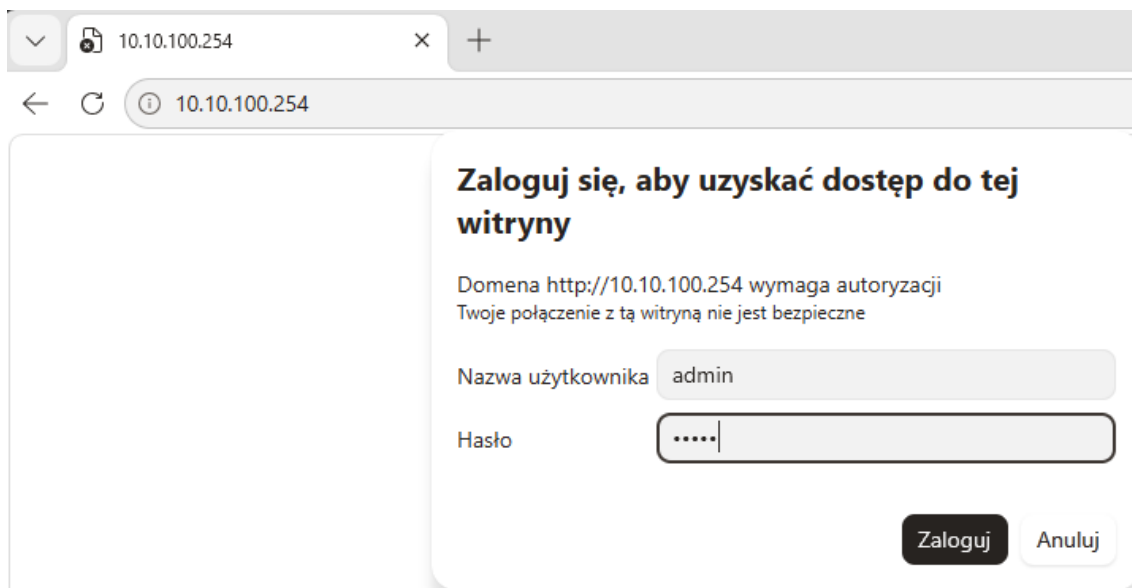 10.10.100.254
10.10.100.254
Zaloguj się, aby uzyskać dostęp do tej
witryny
Domena http://10.10.100.254 wymaga autoryzacji
Twoje połączenie z tą witryną nie jest bezpieczne
Nazwa użytkownika admin
Hasło •••••
Zaloguj Anuluj